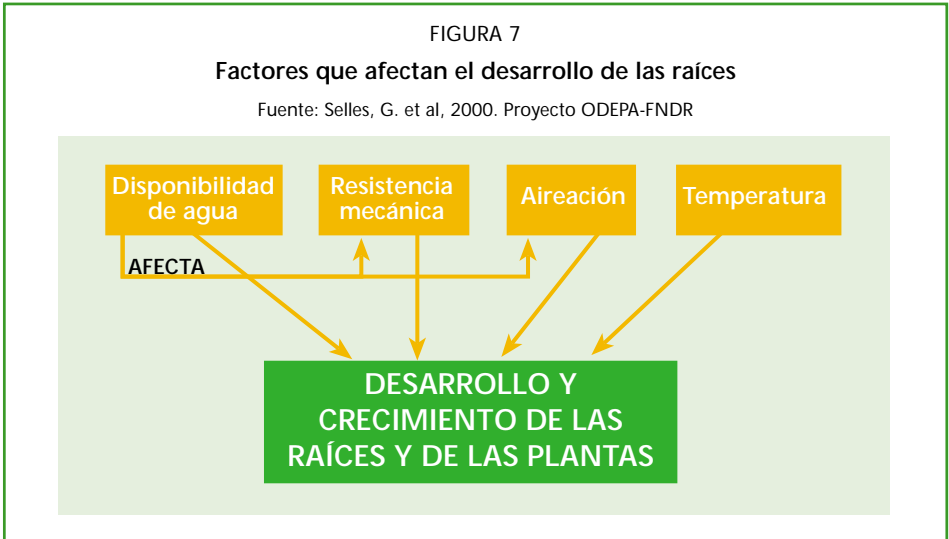 FIGURA 7
Factores que afectan el desarrollo de las raíces
Fuente: Selles, G. et al, 2000. Proyecto ODEPA-FNDR
Disponibilidad
de agua
Resistencia
mecánica
Aireación
Temperatura
AFECTA
DESARROLLO Y
CRECIMIENTO DE LAS
RAÍCES Y DE LAS PLANTAS